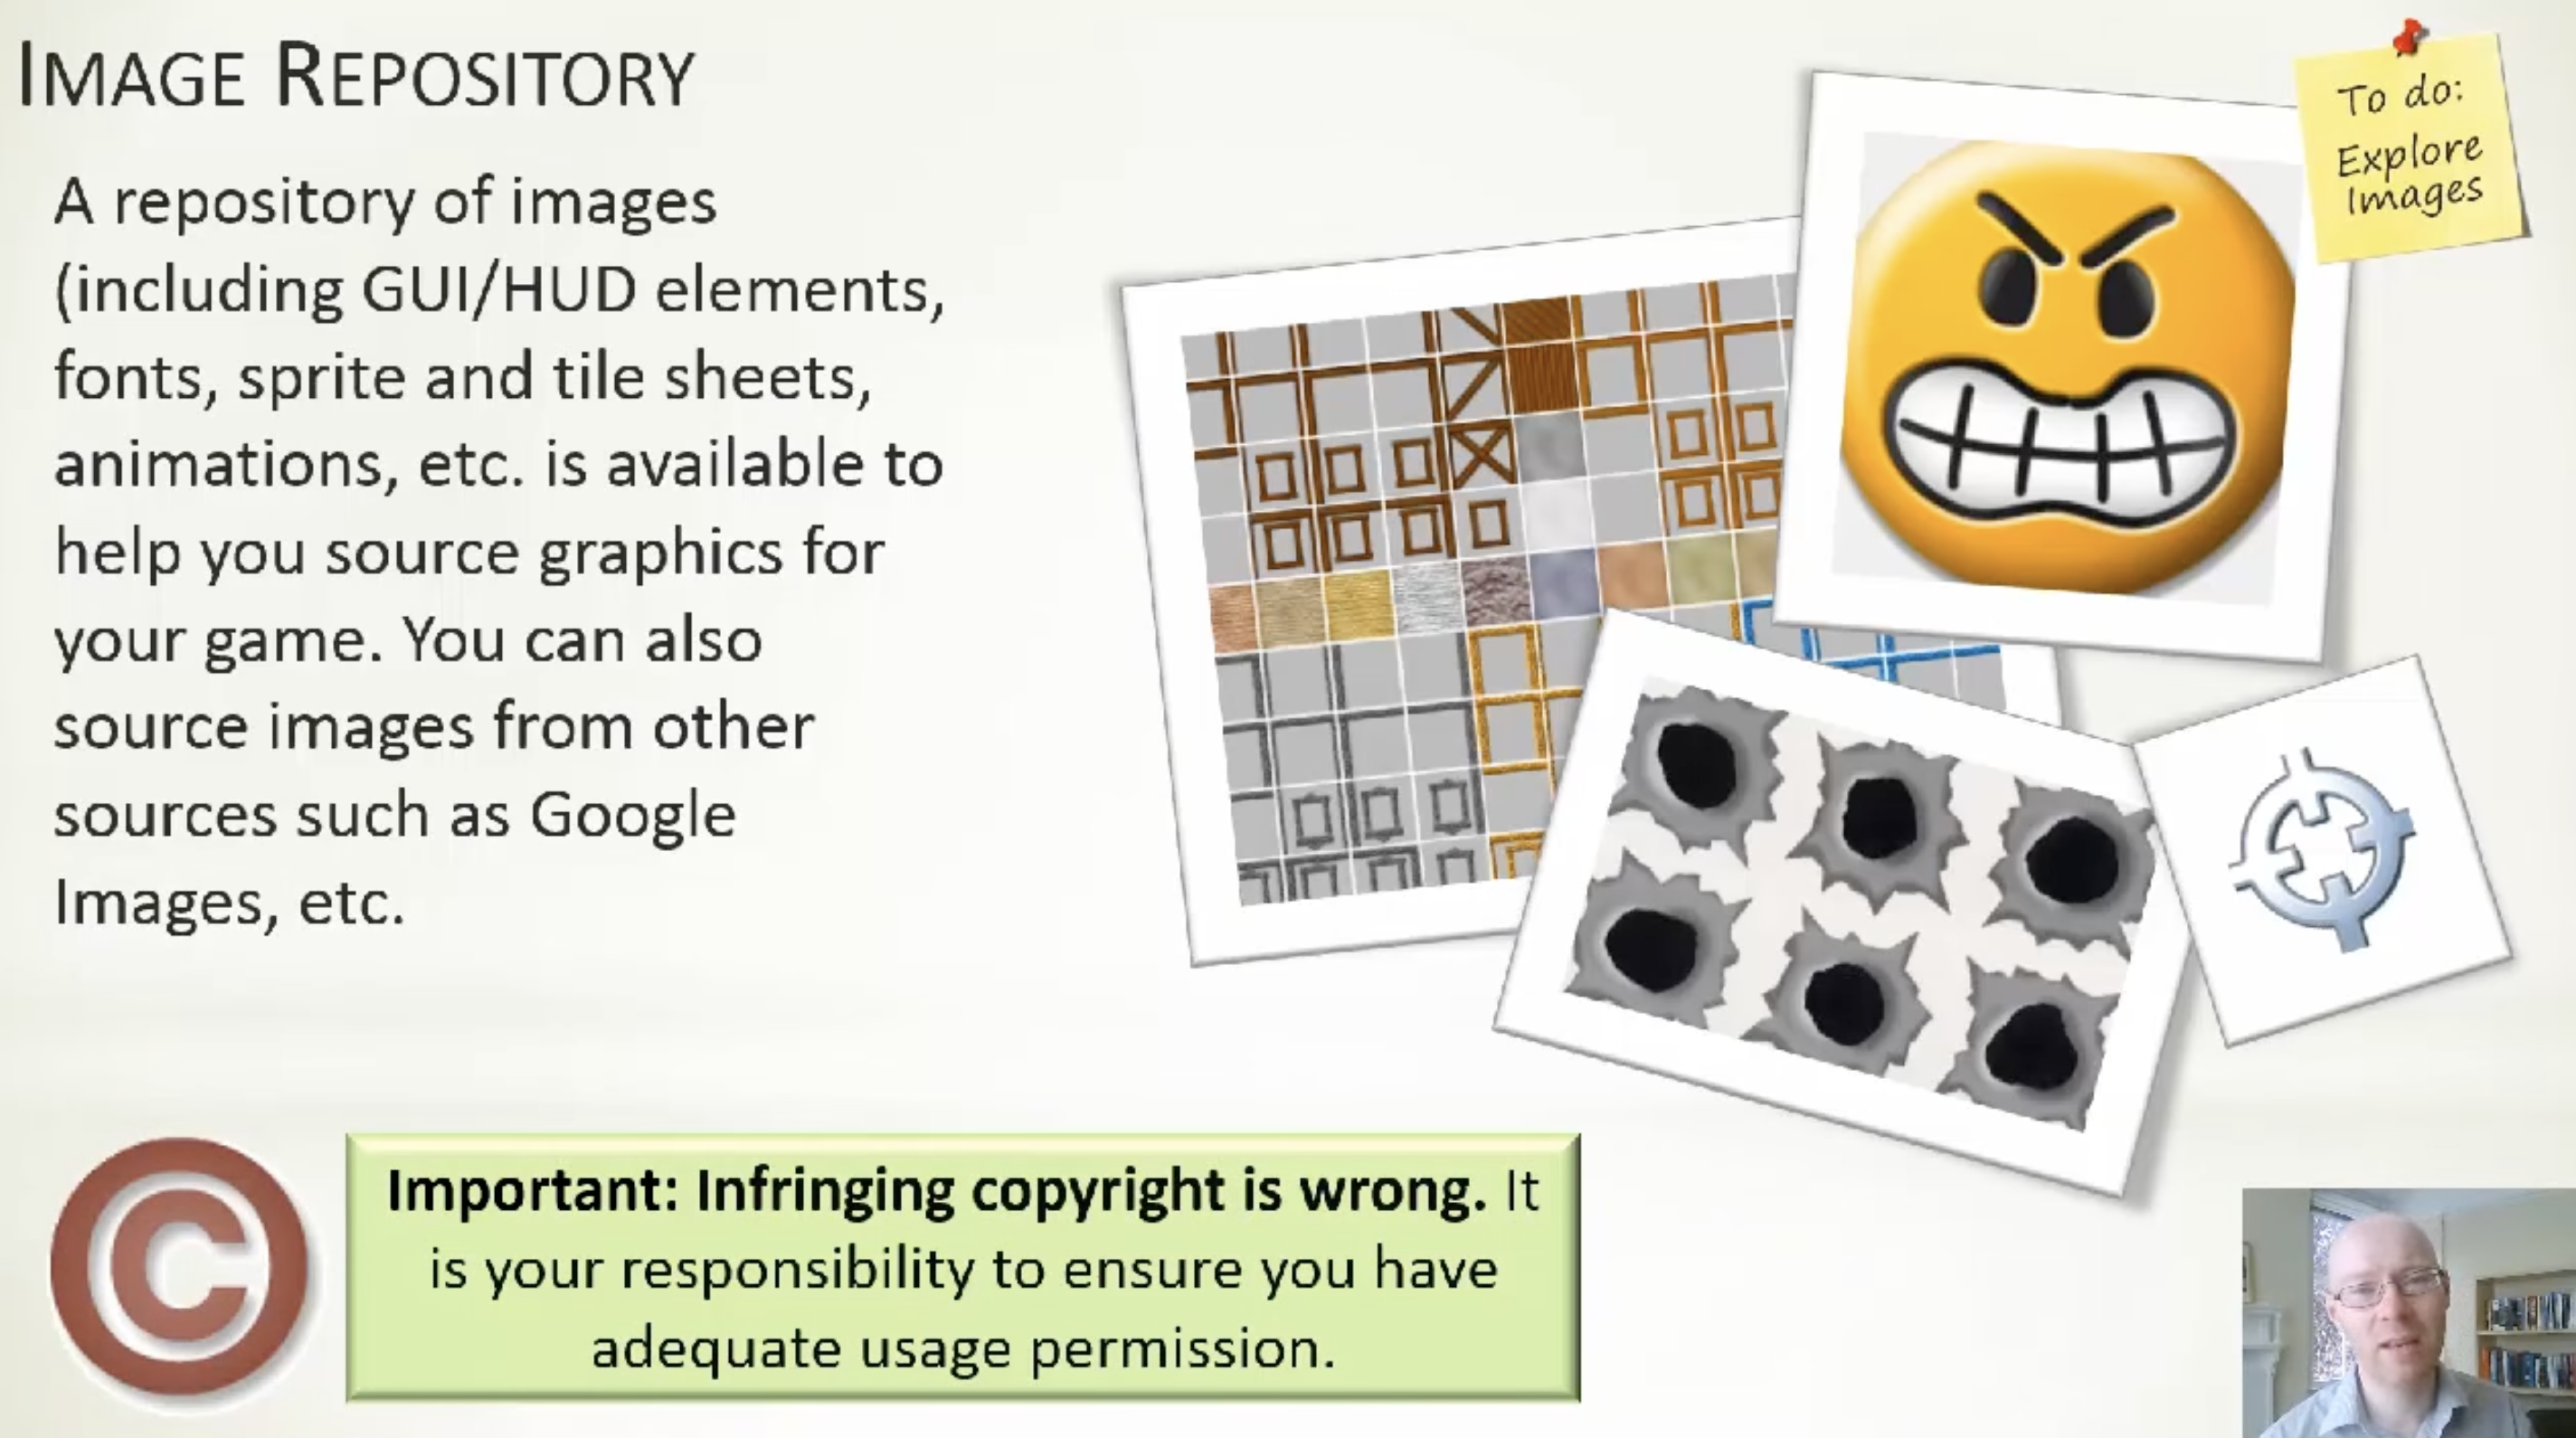 IMAGE REPOSITORY
A repository of images
(including GUI/HUD elements,
fonts, sprite and tile sheets,
animations, etc. is available to
help you source graphics for
your game. You can also
source images from other
sources such as Google
Images, etc.
To do:
Explore
Images
©
Important: Infringing copyright is wrong. It
is your responsibility to ensure you have
adequate usage permission.